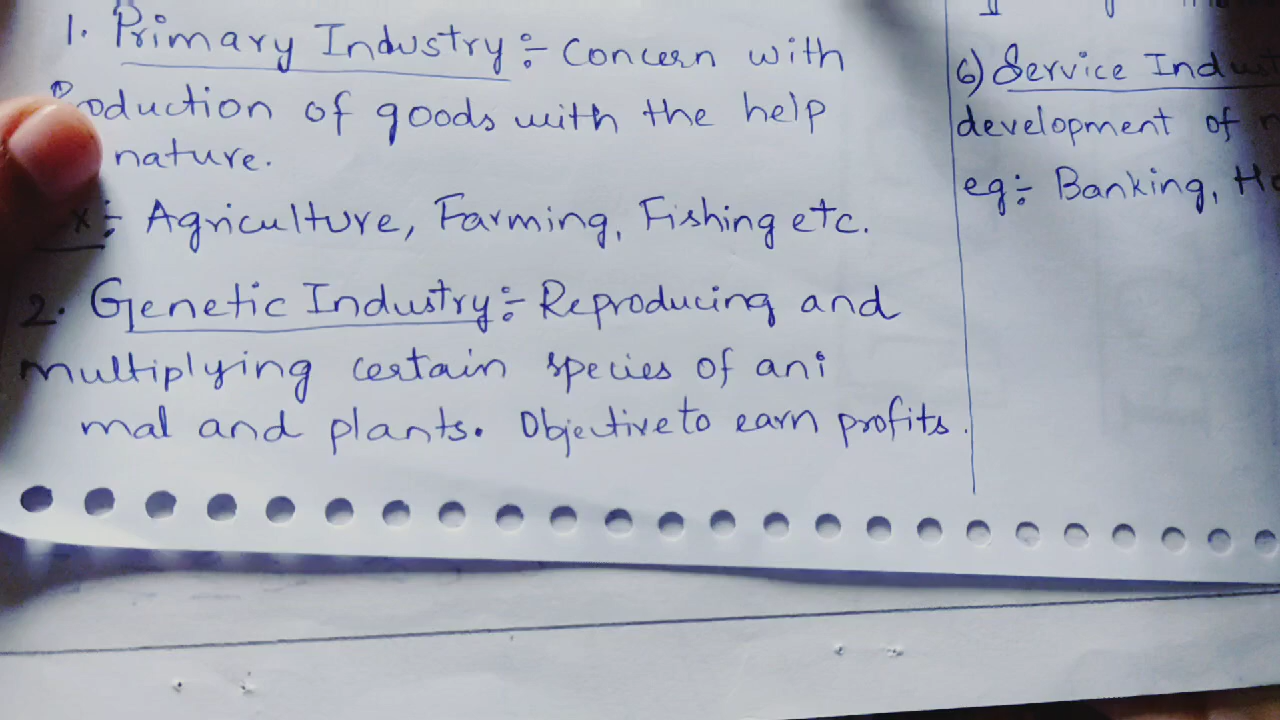 1. Primary Industry :- Concern with
Production of goods with the help
nature.
x :- Agriculture, Farming, Fishing etc.
2. Genetic Industry :- Reproducing and
multiplying certain species of ani
mal and plants. Objective to earn profits.
6) Service Indust
development of
eg :- Banking,